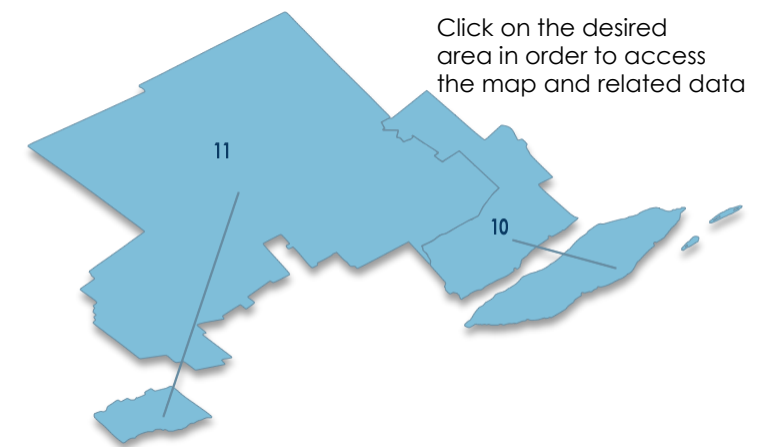 Click on the desired
area in order to access
the map and related data
11
10